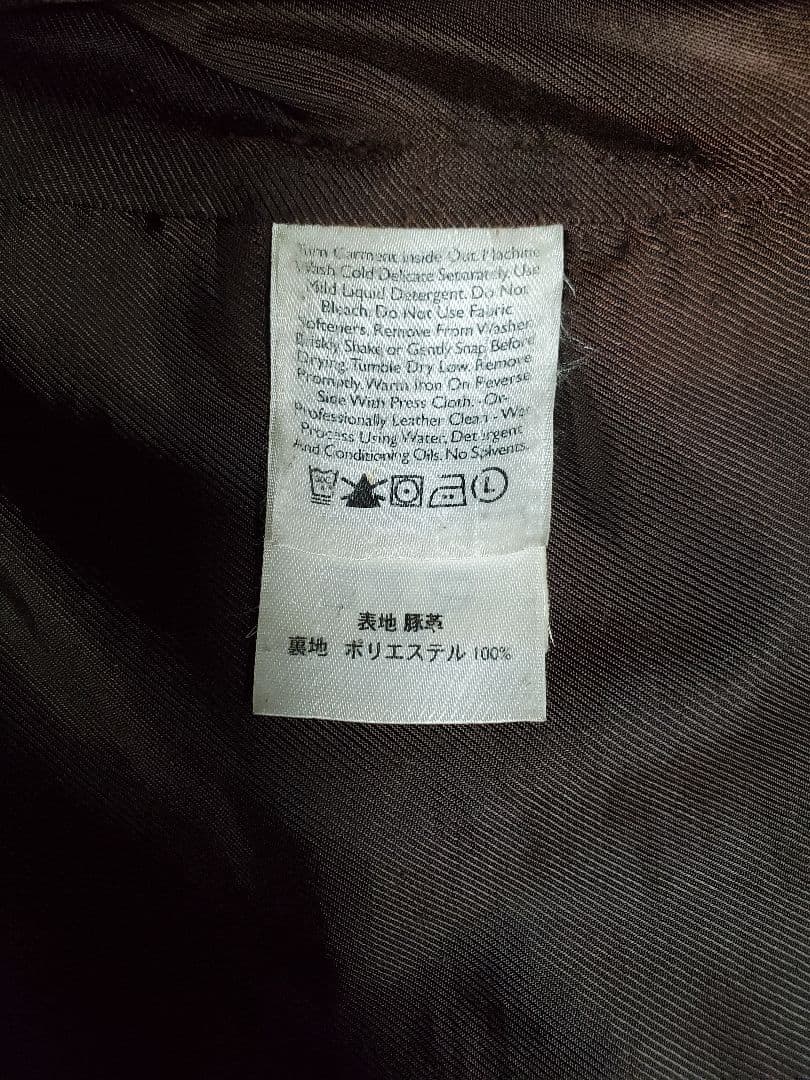 Turn Garment Inside Out. Machine
Wash Cold Delicate Separately. Use
Mild Liquid Detergent. Do Not
Bleach. Do Not Use Fabric
Softeners. Remove From Washer.
Briskly Shake or Gently Snap Before
Drying. Tumble Dry Low. Remove
Promptly. Warm Iron On Reverse
Side With Press Cloth. -Or-
Professionally Leather Clean - Wet
Process Using Water, Detergent
And Conditioning Oils. No Solvents.
L
表地 豚革
裏地 ポリエステル 100%